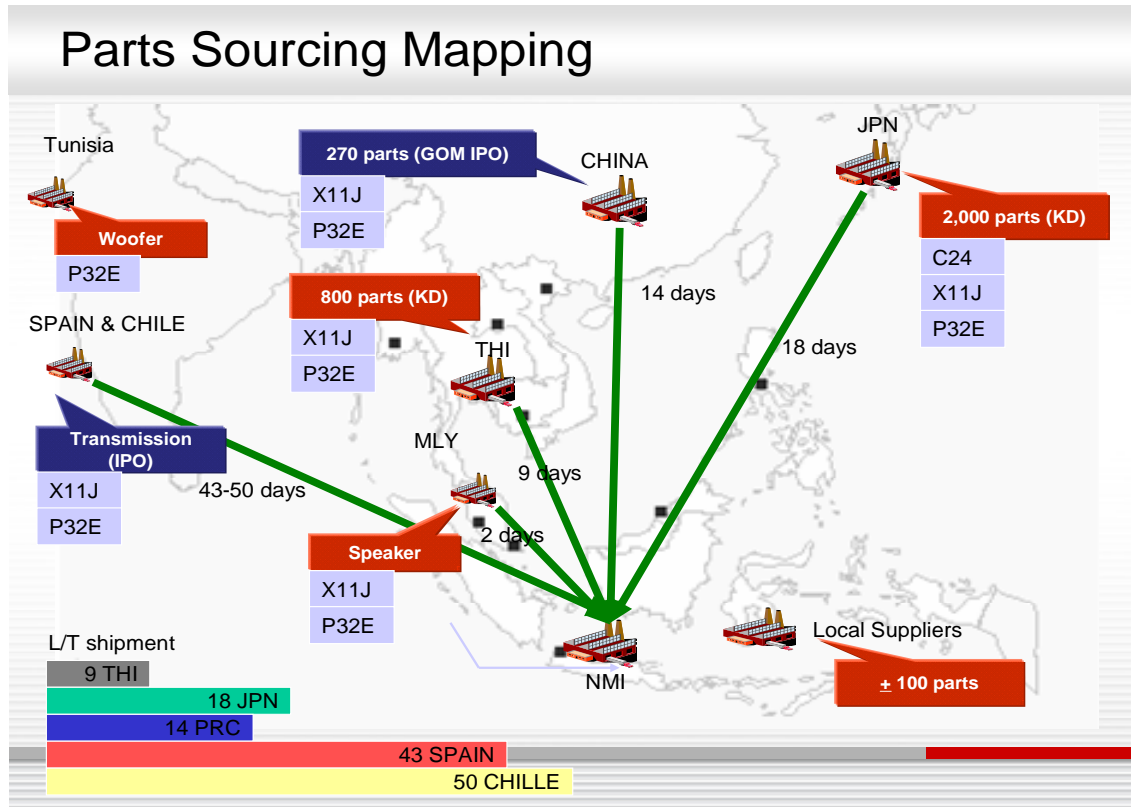 Parts Sourcing Mapping
Tunisia
Woofer
P32E
SPAIN & CHILE
Transmission
(IPO)
X11J
P32E
43-50 days
270 parts (GOM IPO)
X11J
P32E
CHINA
14 days
800 parts (KD)
X11J
P32E
THI
9 days
MLY
2 days
Speaker
X11J
P32E
JPN
2,000 parts (KD)
C24
X11J
P32E
18 days
Local Suppliers
+ 100 parts
NMI
L/T shipment
9 THI
18 JPN
14 PRC
43 SPAIN
50 CHILLE